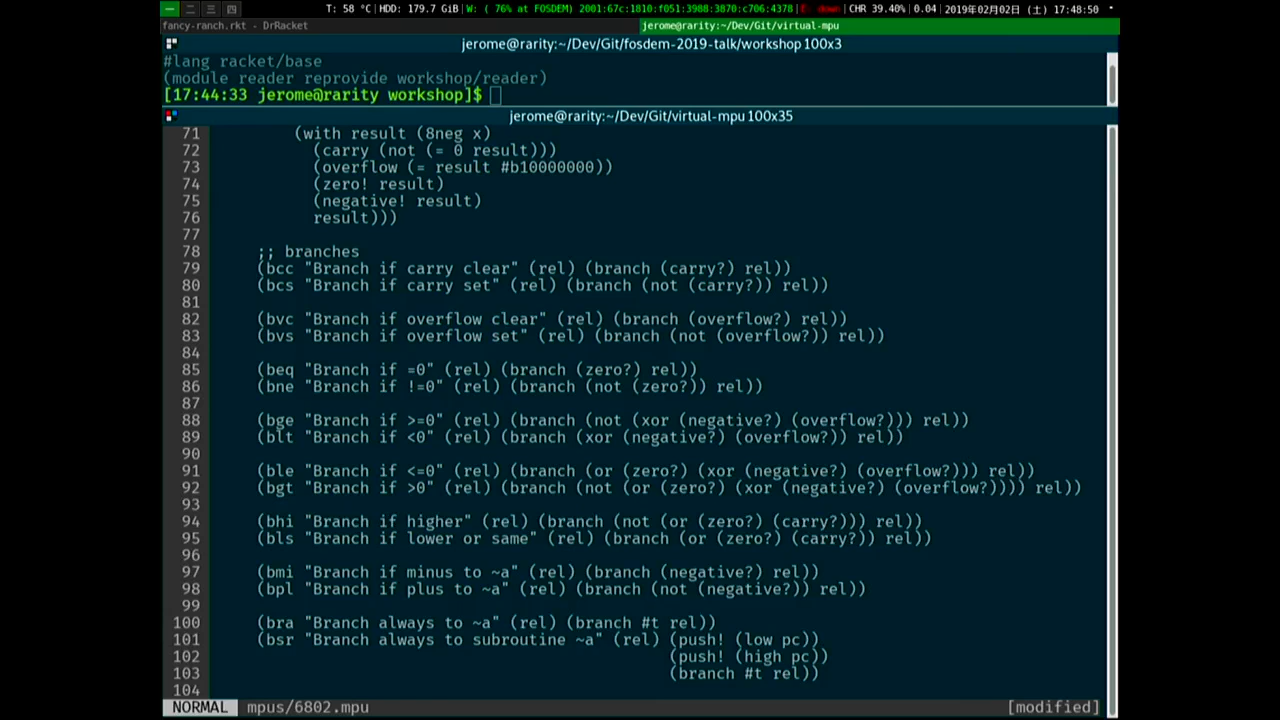 一 二 三 四 T: 58 °C|HDD: 179.7 GiB|W: ( 76% at FOSDEM) 2001:67c:1810:f051:3988:3870:c706:4378|E: down|CHR 39.40%|0.04|2019年02月02日 (土) 17:48:50
fancy-ranch.rkt - DrRacket jerome@rarity:~/Dev/Git/virtual-mpu
jerome@rarity:~/Dev/Git/fosdem-2019-talk/workshop 100x3
#lang racket/base
(module reader reprovide workshop/reader)
[17:44:33 jerome@rarity workshop]$
jerome@rarity:~/Dev/Git/virtual-mpu 100x35
71 (with result (8neg x)
72 (carry (not (= 0 result)))
73 (overflow (= result #b10000000))
74 (zero! result)
75 (negative! result)
76 result)))
77
78 ;; branches
79 (bcc "Branch if carry clear" (rel) (branch (carry?) rel))
80 (bcs "Branch if carry set" (rel) (branch (not (carry?)) rel))
81
82 (bvc "Branch if overflow clear" (rel) (branch (overflow?) rel))
83 (bvs "Branch if overflow set" (rel) (branch (not (overflow?)) rel))
84
85 (beq "Branch if =0" (rel) (branch (zero?) rel))
86 (bne "Branch if !=0" (rel) (branch (not (zero?)) rel))
87
88 (bge "Branch if >=0" (rel) (branch (not (xor (negative?) (overflow?))) rel))
89 (blt "Branch if <0" (rel) (branch (xor (negative?) (overflow?)) rel))
90
91 (ble "Branch if <=0" (rel) (branch (or (zero?) (xor (negative?) (overflow?))) rel))
92 (bgt "Branch if >0" (rel) (branch (not (or (zero?) (xor (negative?) (overflow?)))) rel))
93
94 (bhi "Branch if higher" (rel) (branch (not (or (zero?) (carry?))) rel))
95 (bls "Branch if lower or same" (rel) (branch (or (zero?) (carry?)) rel))
96
97 (bmi "Branch if minus to ~a" (rel) (branch (negative?) rel))
98 (bpl "Branch if plus to ~a" (rel) (branch (not (negative?)) rel))
99
100 (bra "Branch always to ~a" (rel) (branch #t rel))
101 (bsr "Branch always to subroutine ~a" (rel) (push! (low pc))
102 (push! (high pc))
103 (branch #t rel))
104
NORMAL mpus/6802.mpu [modified]